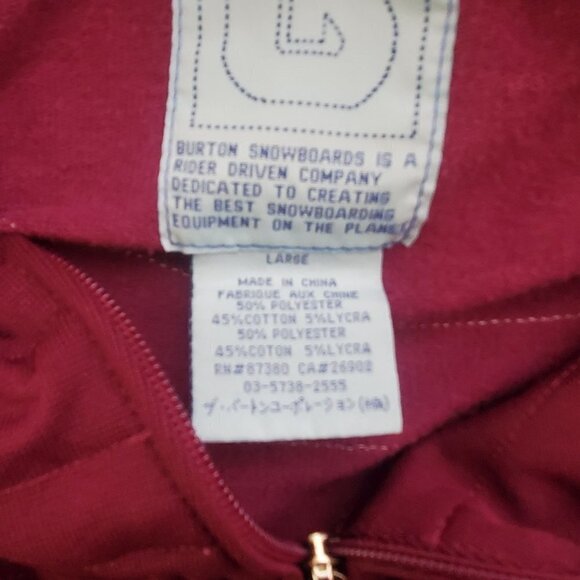 BURTON SNOWBOARDS IS A
RIDER DRIVEN COMPANY
DEDICATED TO CREATING
THE BEST SNOWBOARDING
EQUIPMENT ON THE PLANET
LARGE
MADE IN CHINA
FABRIQUE AUX CHINE
50% POLYESTER
45%COTTON 5%LYCRA
50% POLYESTER
45%COTON 5%LYCRA
RN#87380 CA#26902
03-5738-2555
ザ・バートンコーポレーション